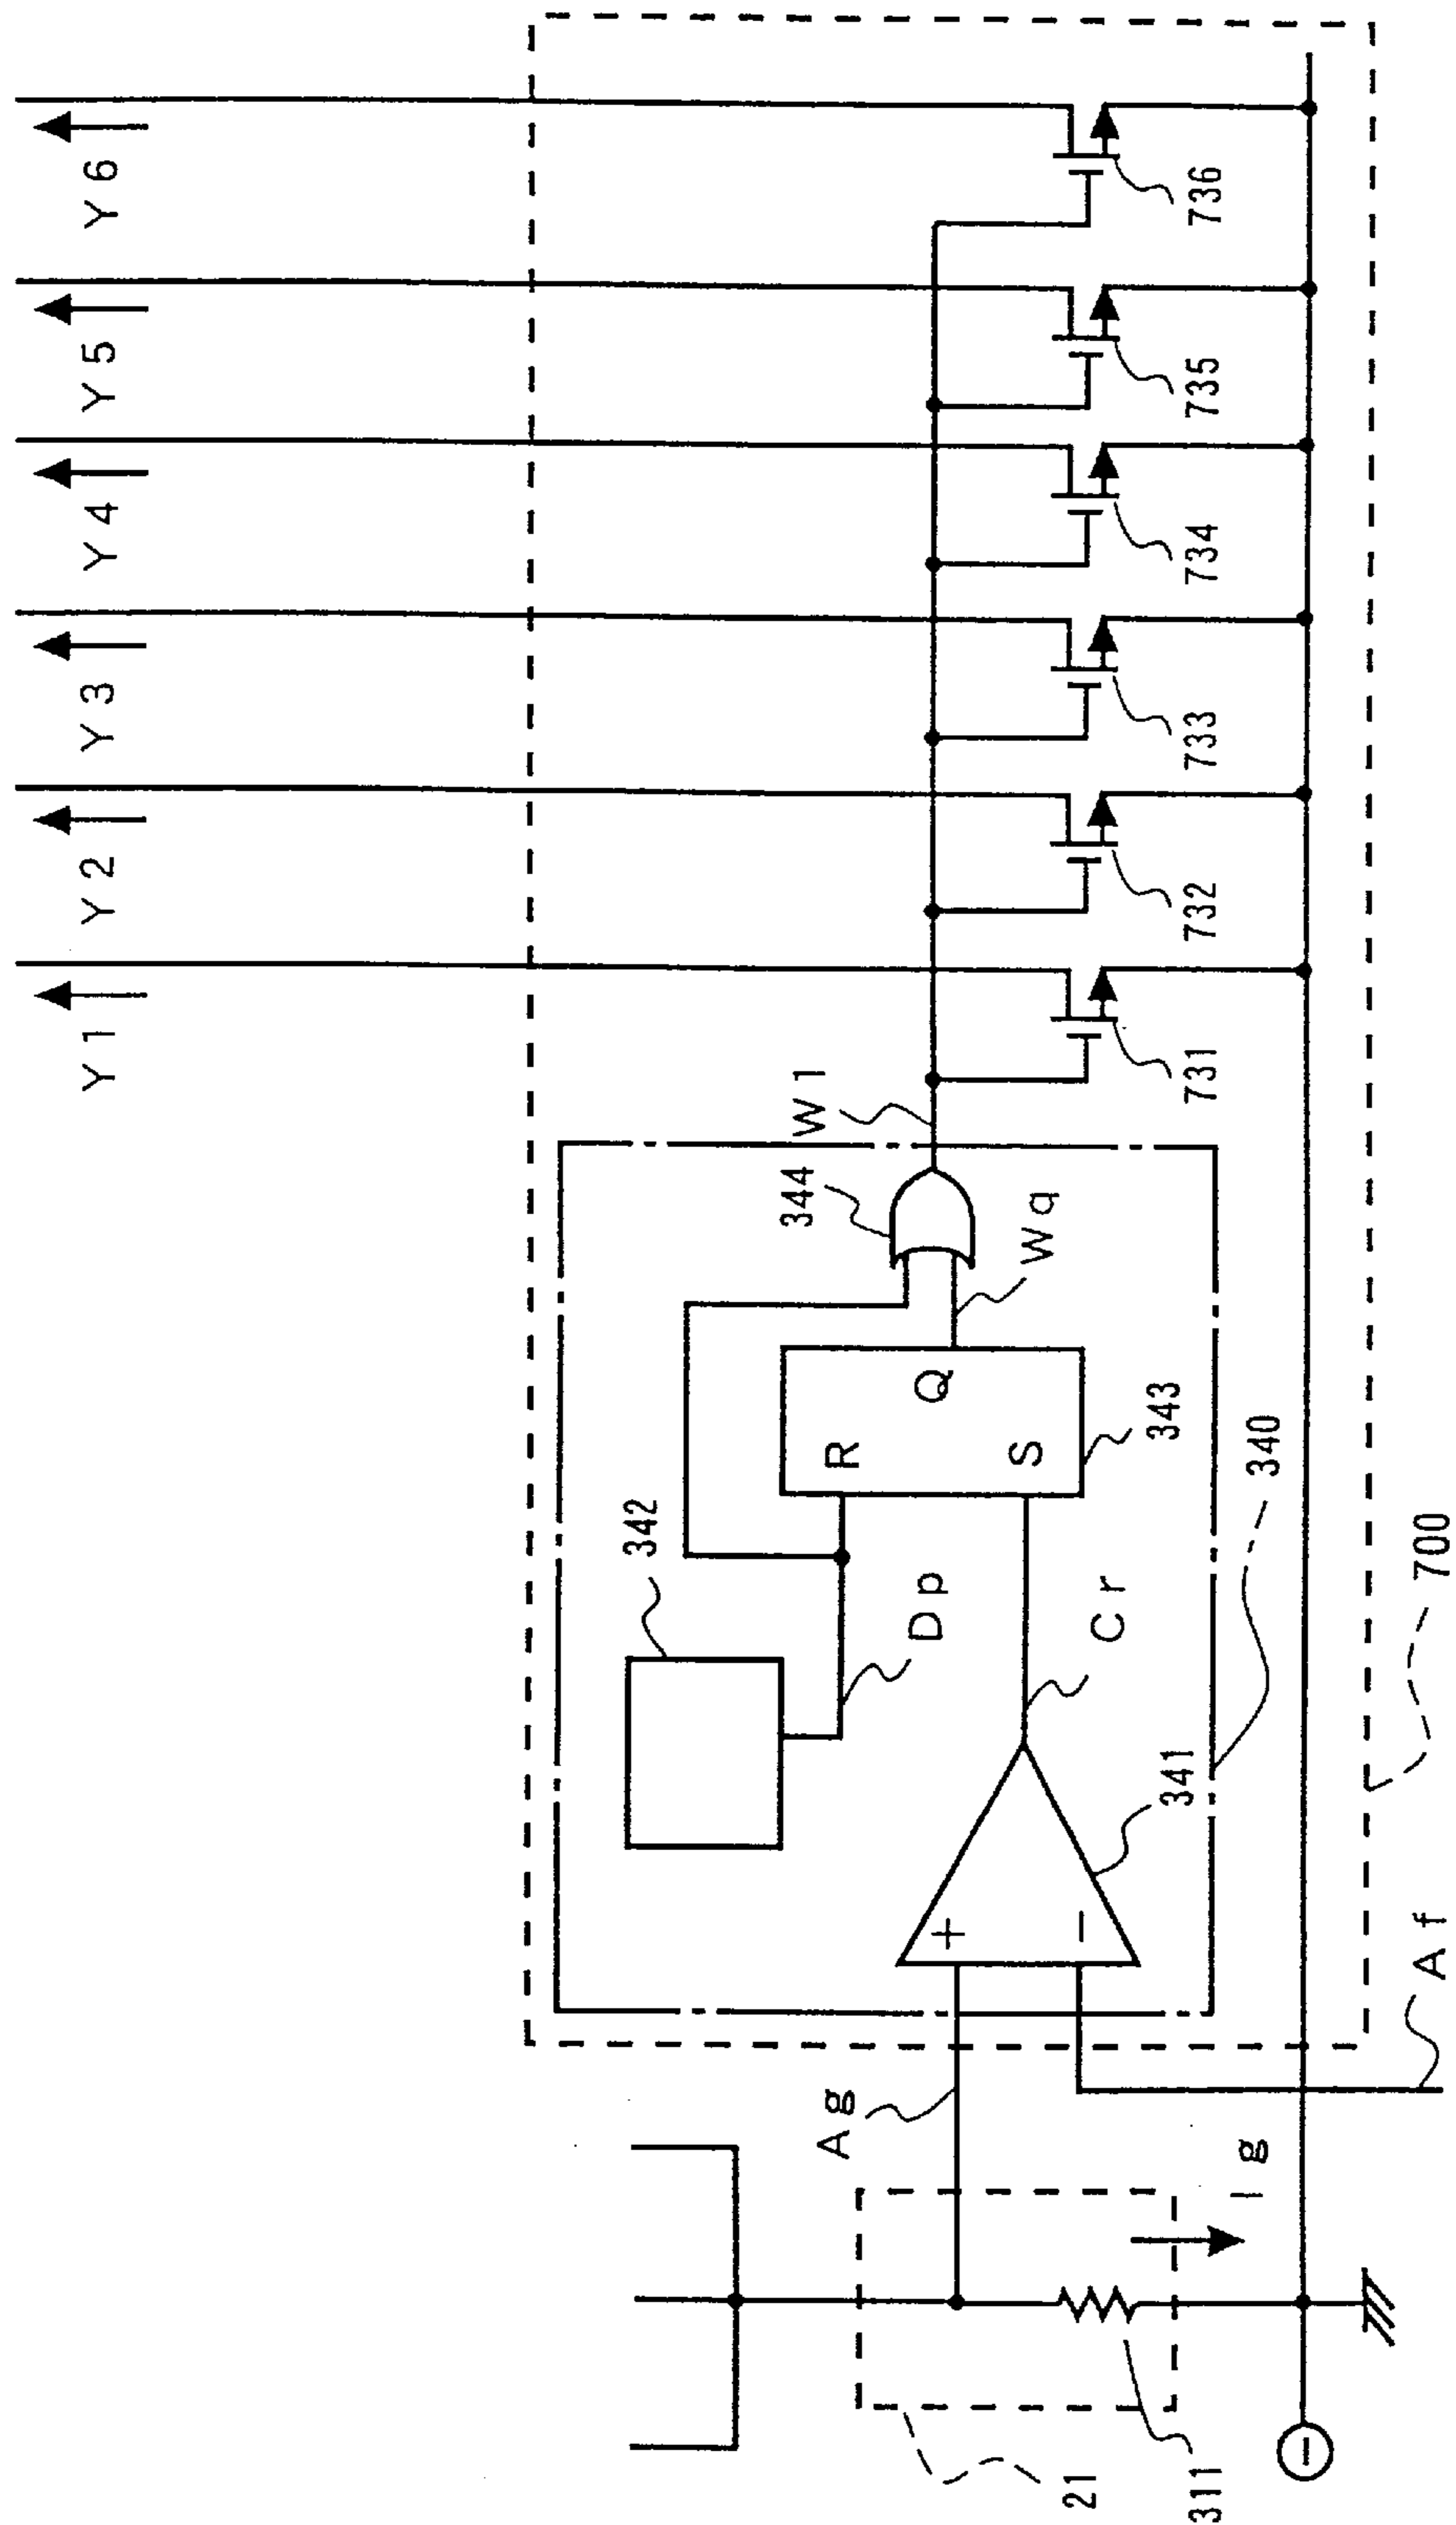 Y1
Y2
Y3
Y4
Y5
Y6
W1
344
Wq
342
R
Q
S
343
Dp
Cr
340
700
341
+
−
Ag
Af
Ig
21
311
−
731
732
733
734
735
736